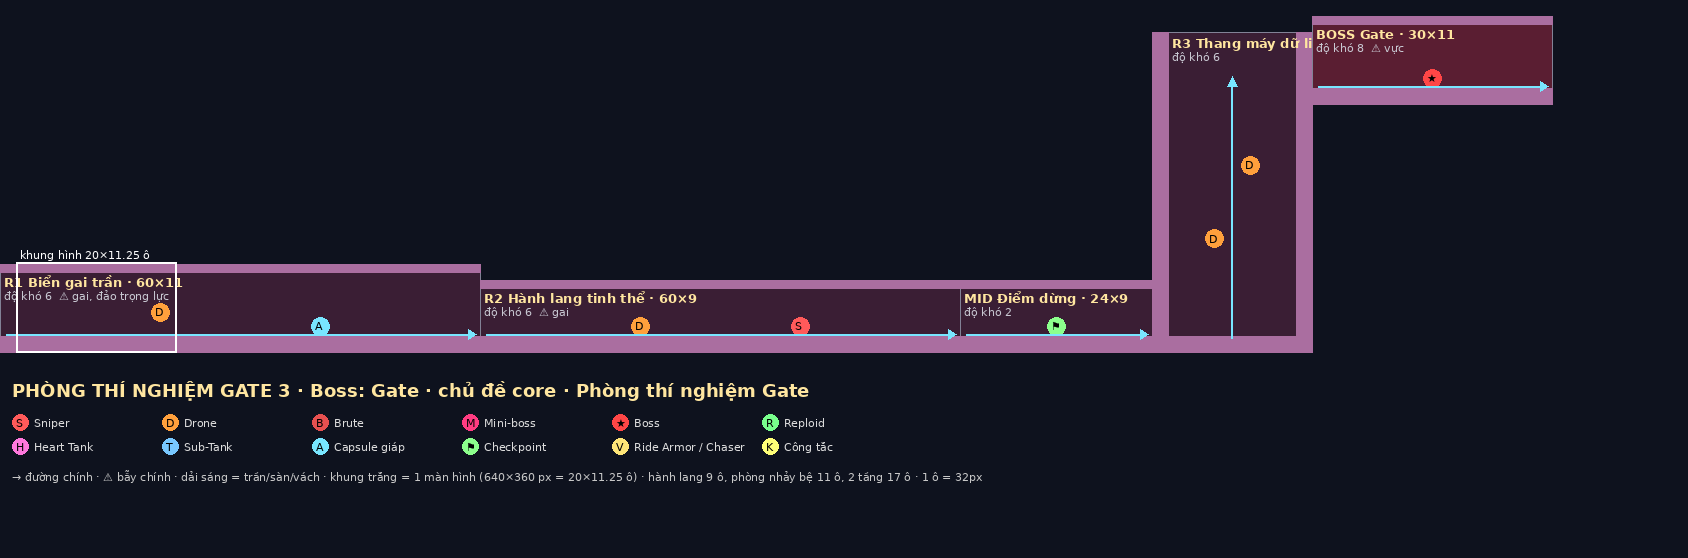 R3 Thang máy dữ li
độ khó 6
BOSS Gate · 30×11
độ khó 8 ⚠ vực
★
D
D
khung hình 20×11.25 ô
R1 Biển gai trần · 60×11
độ khó 6 ⚠ gai, đảo trọng lực
D
A
R2 Hành lang tinh thể · 60×9
độ khó 6 ⚠ gai
D
S
MID Điểm dừng · 24×9
độ khó 2
⚑
PHÒNG THÍ NGHIỆM GATE 3 · Boss: Gate · chủ đề core · Phòng thí nghiệm Gate
S Sniper D Drone B Brute M Mini-boss ★ Boss R Reploid
H Heart Tank T Sub-Tank A Capsule giáp ⚑ Checkpoint V Ride Armor / Chaser K Công tắc
→ đường chính · ⚠ bẫy chính · dải sáng = trần/sàn/vách · khung trắng = 1 màn hình (640×360 px = 20×11.25 ô) · hành lang 9 ô, phòng nhảy bệ 11 ô, 2 tầng 17 ô · 1 ô = 32px